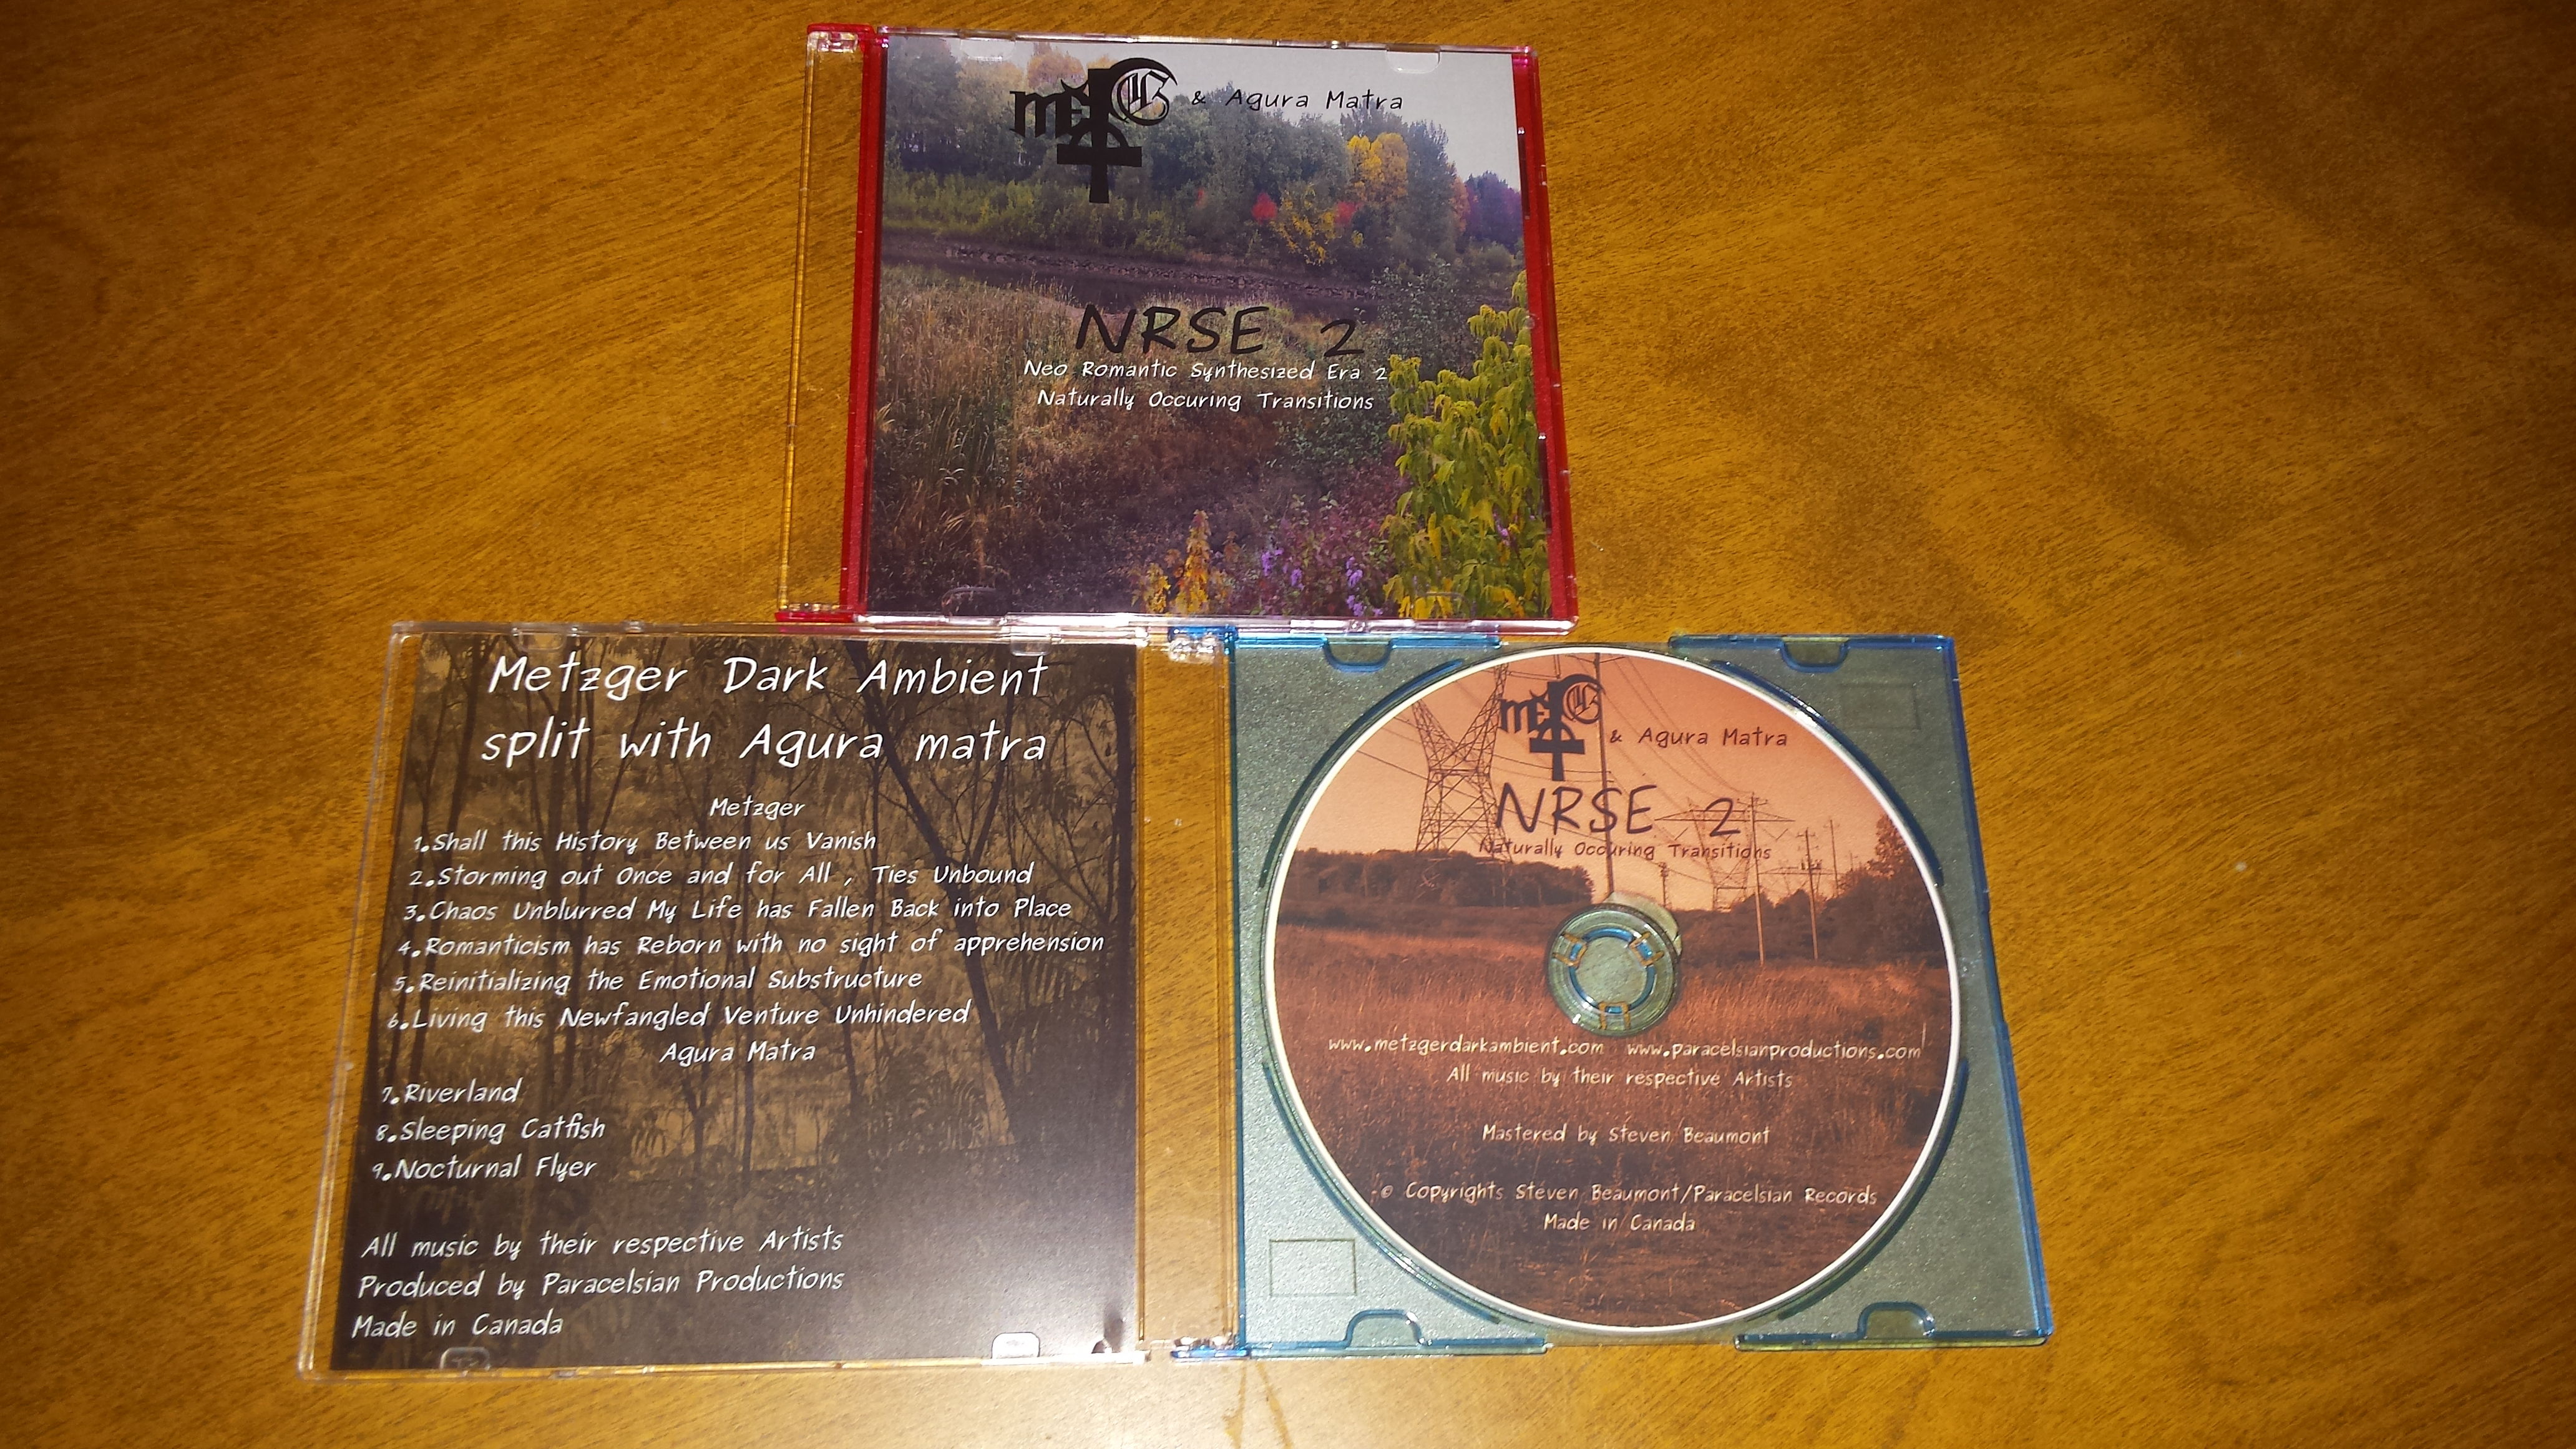 & Agura Matra
NRSE 2
Neo Romantic Synthesized Era 2
Naturally Occuring Transitions
Metzger Dark Ambient
split with Agura matra
Metzger
1.Shall this History Between us Vanish
2.Storming out Once and for All , Ties Unbound
3.Chaos Unblurred My Life has Fallen Back into Place
4.Romanticism has Reborn with no sight of apprehension
5.Reinitializing the Emotional Substructure
6.Living this Newfangled Venture Unhindered
Agura Matra
7.Riverland
8.Sleeping Catfish
9.Nocturnal Flyer
All music by their respective Artists
Produced by Paracelsian Productions
Made in Canada
& Agura Matra
NRSE 2
Naturally Occuring Transitions
www.metzgerdarkambient.com www.paracelsianproductions.com
All music by their respective Artists
Mastered by Steven Beaumont
© Copyrights Steven Beaumont/Paracelsian Records
Made in Canada